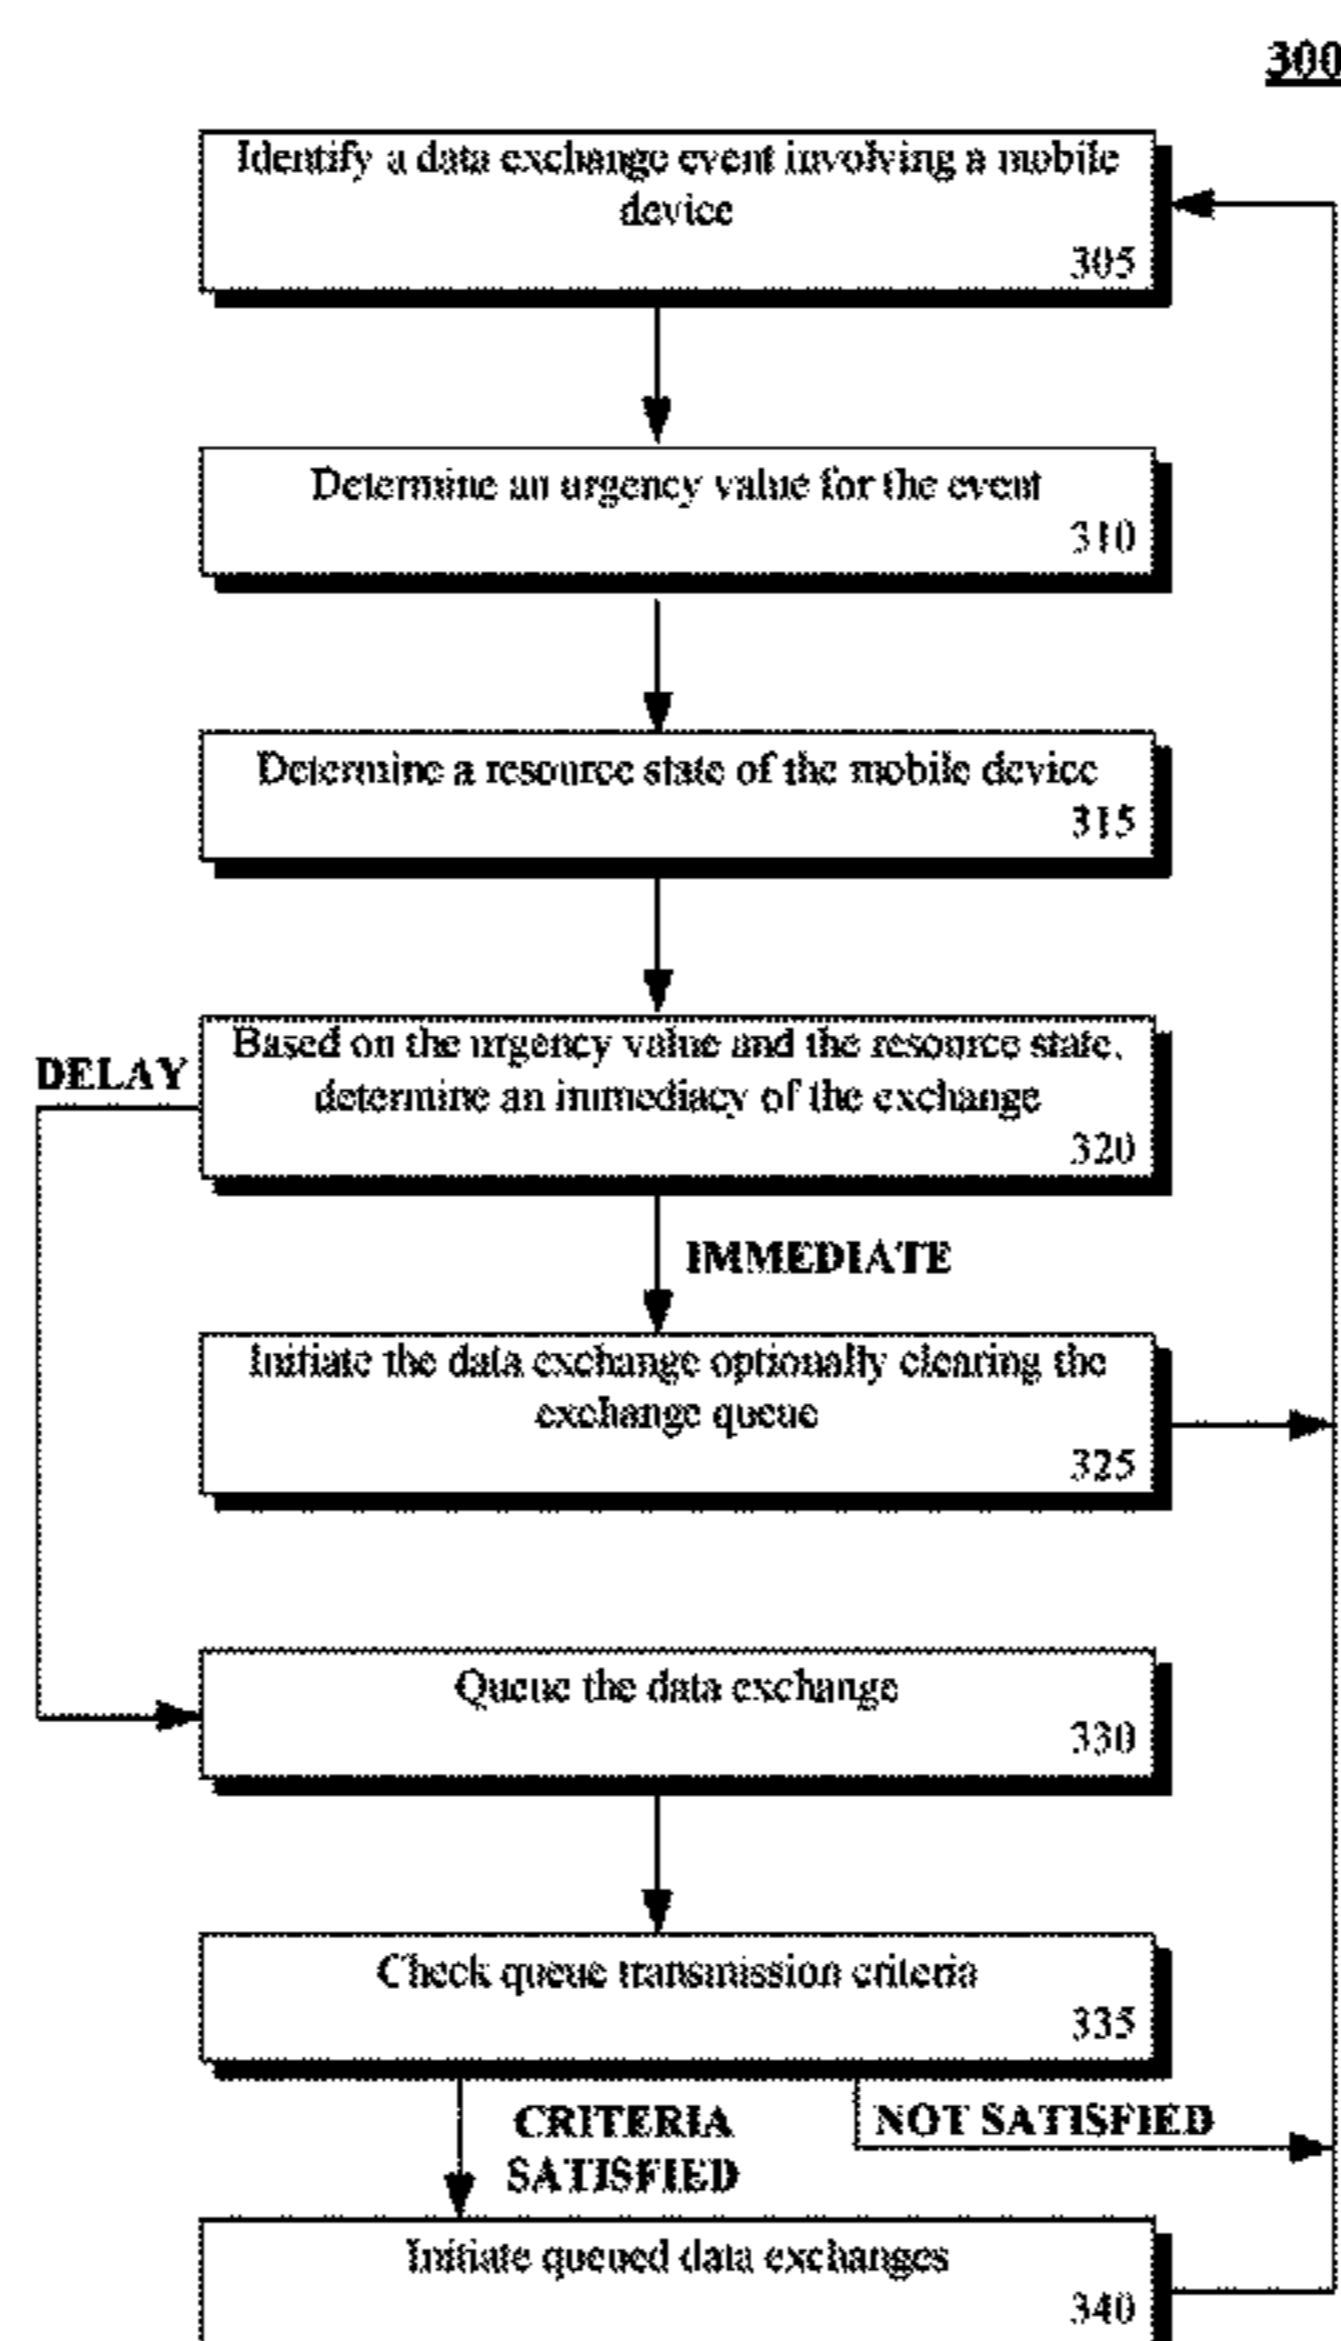 300
Identify a data exchange event involving a mobile
device
305
Determine an urgency value for the event
310
Determine a resource state of the mobile device
315
DELAY
Based on the urgency value and the resource state,
determine an immediacy of the exchange
320
IMMEDIATE
Initiate the data exchange optionally clearing the
exchange queue
325
Queue the data exchange
330
Check queue transmission criteria
335
CRITERIA
SATISFIED
NOT SATISFIED
Initiate queued data exchanges
340